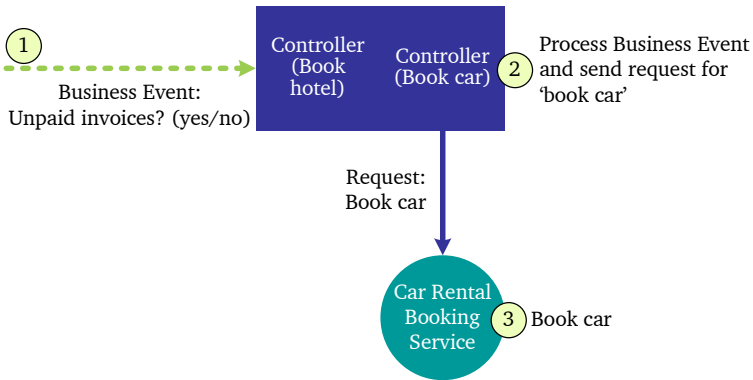 1
Business Event:
Unpaid invoices? (yes/no)
Controller
(Book
hotel)
Controller
(Book car)
2
Process Business Event
and send request for
‘book car’
Request:
Book car
Car Rental
Booking
Service
3
Book car